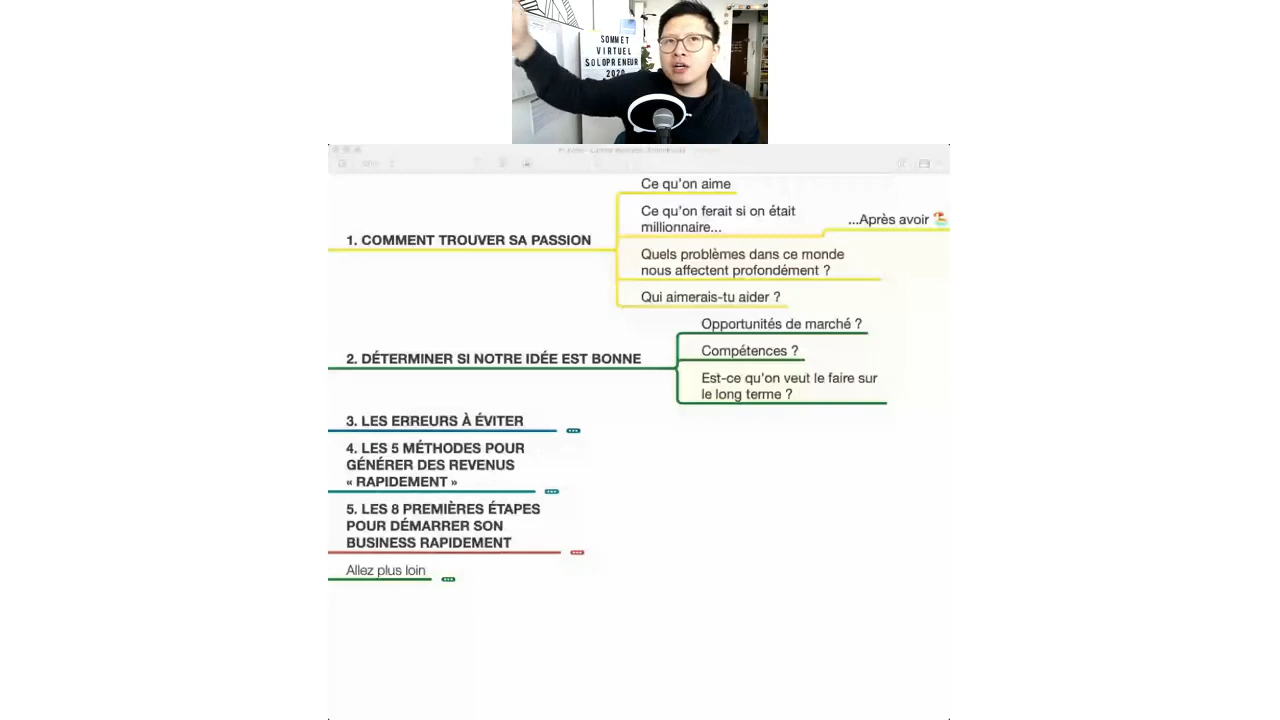 SOMMET
VIRTUEL
SOLOPRENEUR
2020
Ce qu'on aime
Ce qu'on ferait si on était
millionnaire...
...Après avoir
1. COMMENT TROUVER SA PASSION
Quels problèmes dans ce monde
nous affectent profondément ?
Qui aimerais-tu aider ?
Opportunités de marché ?
2. DÉTERMINER SI NOTRE IDÉE EST BONNE
Compétences ?
Est-ce qu'on veut le faire sur
le long terme ?
3. LES ERREURS À ÉVITER
4. LES 5 MÉTHODES POUR
GÉNÉRER DES REVENUS
« RAPIDEMENT »
5. LES 8 PREMIÈRES ÉTAPES
POUR DÉMARRER SON
BUSINESS RAPIDEMENT
Allez plus loin